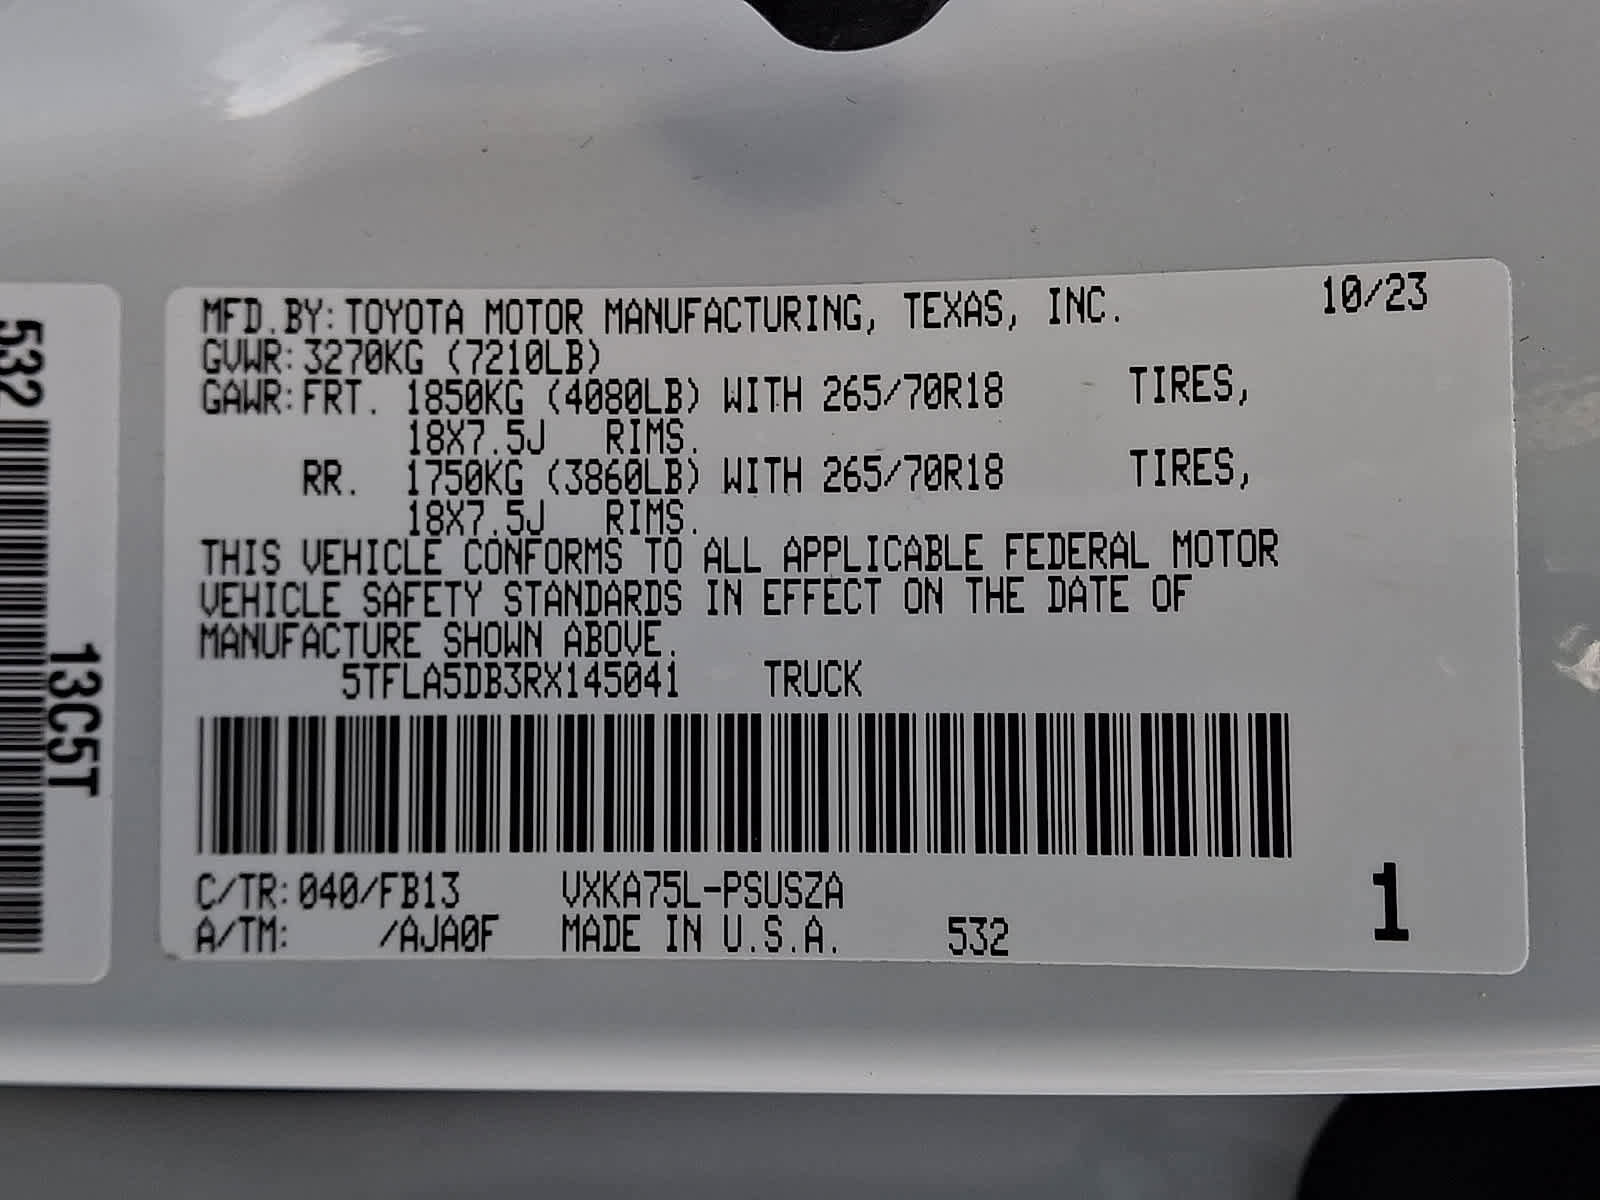 532
13C5T
MFD.BY: TOYOTA MOTOR MANUFACTURING, TEXAS, INC. 10/23
GVWR: 3270KG (7210LB)
GAWR: FRT. 1850KG (4080LB) WITH 265/70R18 TIRES,
18X7.5J RIMS.
RR. 1750KG (3860LB) WITH 265/70R18 TIRES,
18X7.5J RIMS.
THIS VEHICLE CONFORMS TO ALL APPLICABLE FEDERAL MOTOR
VEHICLE SAFETY STANDARDS IN EFFECT ON THE DATE OF
MANUFACTURE SHOWN ABOVE.
5TFLA5DB3RX145041 TRUCK
C/TR: 040/FB13 VXKA75L-PSUSZA
A/TM: /AJA0F MADE IN U.S.A. 532 1